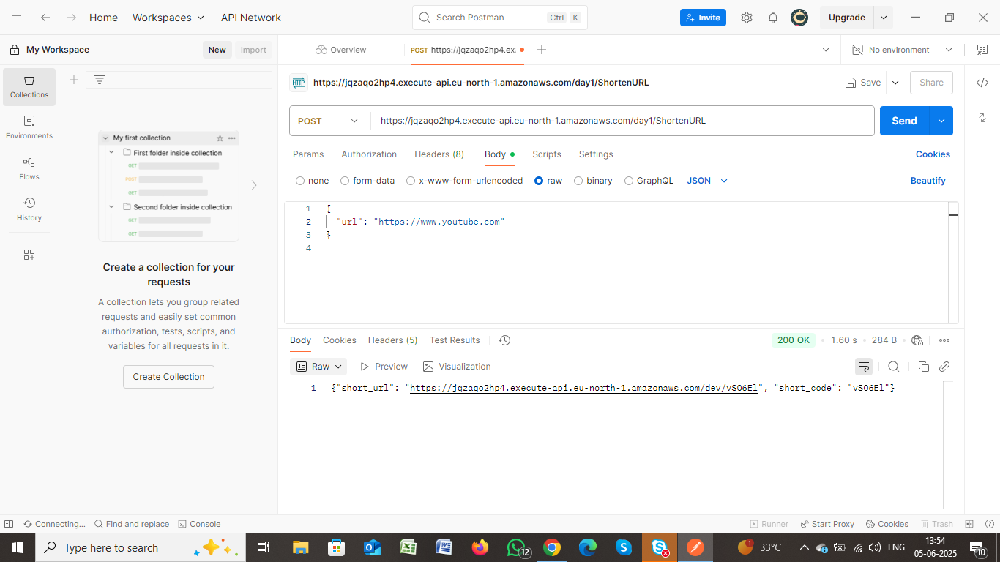 Home Workspaces API Network Search Postman Ctrl K Invite Upgrade
My Workspace New Import Overview POST https://jqzaqo2hp4.ex No environment
Collections
Environments
Flows
History
My first collection
First folder inside collection
GET
POST
GET
Second folder inside collection
GET
GET
Create a collection for your
requests
A collection lets you group related
requests and easily set common
authorization, tests, scripts, and
variables for all requests in it.
Create Collection
HTTP https://jqzaqo2hp4.execute-api.eu-north-1.amazonaws.com/day1/ShortenURL Save Share
POST https://jqzaqo2hp4.execute-api.eu-north-1.amazonaws.com/day1/ShortenURL Send
Params Authorization Headers (8) Body Scripts Settings Cookies
none form-data x-www-form-urlencoded raw binary GraphQL JSON Beautify
1 {
2 "url": "https://www.youtube.com"
3 }
4
Body Cookies Headers (5) Test Results 200 OK 1.60 s 284 B
Raw Preview Visualization
1 {"short_url": "https://jqzaqo2hp4.execute-api.eu-north-1.amazonaws.com/dev/vSO6El", "short_code": "vSO6El"}
Connecting... Find and replace Console Runner Start Proxy Cookies Trash
Type here to search 12 1 33°C ENG 13:54
05-06-2025 10